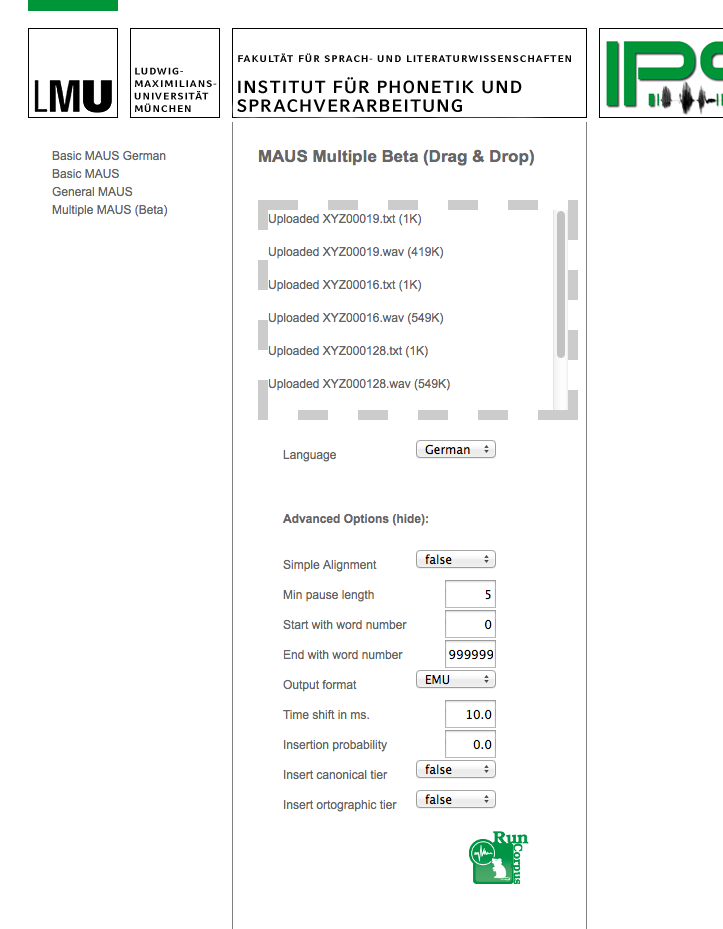 LMU
LUDWIG-
MAXIMILIANS-
UNIVERSITÄT
MÜNCHEN
FAKULTÄT FÜR SPRACH- UND LITERATURWISSENSCHAFTEN
INSTITUT FÜR PHONETIK UND
SPRACHVERARBEITUNG
Basic MAUS German
Basic MAUS
General MAUS
Multiple MAUS (Beta)
MAUS Multiple Beta (Drag & Drop)
Uploaded XYZ00019.txt (1K)
Uploaded XYZ00019.wav (419K)
Uploaded XYZ00016.txt (1K)
Uploaded XYZ00016.wav (549K)
Uploaded XYZ000128.txt (1K)
Uploaded XYZ000128.wav (549K)
Language German
Advanced Options (hide):
Simple Alignment false
Min pause length 5
Start with word number 0
End with word number 999999
Output format EMU
Time shift in ms. 10.0
Insertion probability 0.0
Insert canonical tier false
Insert ortographic tier false
Run
Corpus